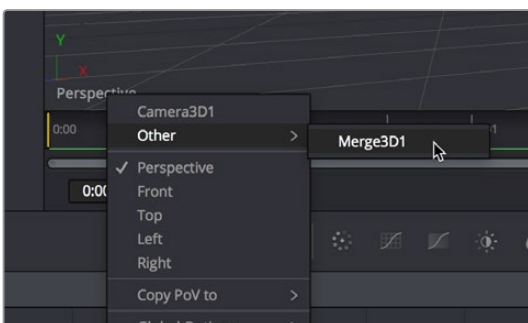 Y
X
Perspective
Camera3D1
0:00
Other >
Merge3D1
✓ Perspective
0:00
Front
Top
Left
Right
Copy PoV to >